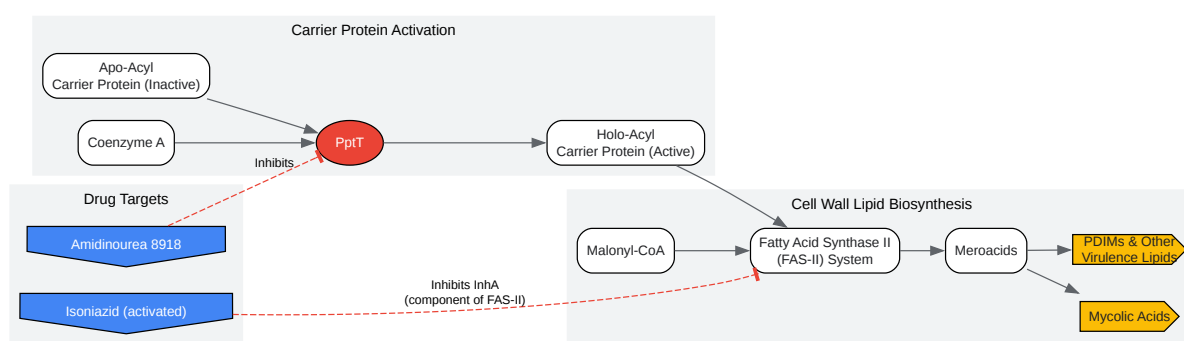 Carrier Protein Activation
Apo-Acyl
Carrier Protein (Inactive)
Coenzyme A
PptT
Holo-Acyl
Carrier Protein (Active)
Inhibits
Drug Targets
Amidinourea 8918
Isoniazid (activated)
Inhibits InhA
(component of FAS-II)
Cell Wall Lipid Biosynthesis
Malonyl-CoA
Fatty Acid Synthase II
(FAS-II) System
Meroacids
PDIMs & Other
Virulence Lipids
Mycolic Acids